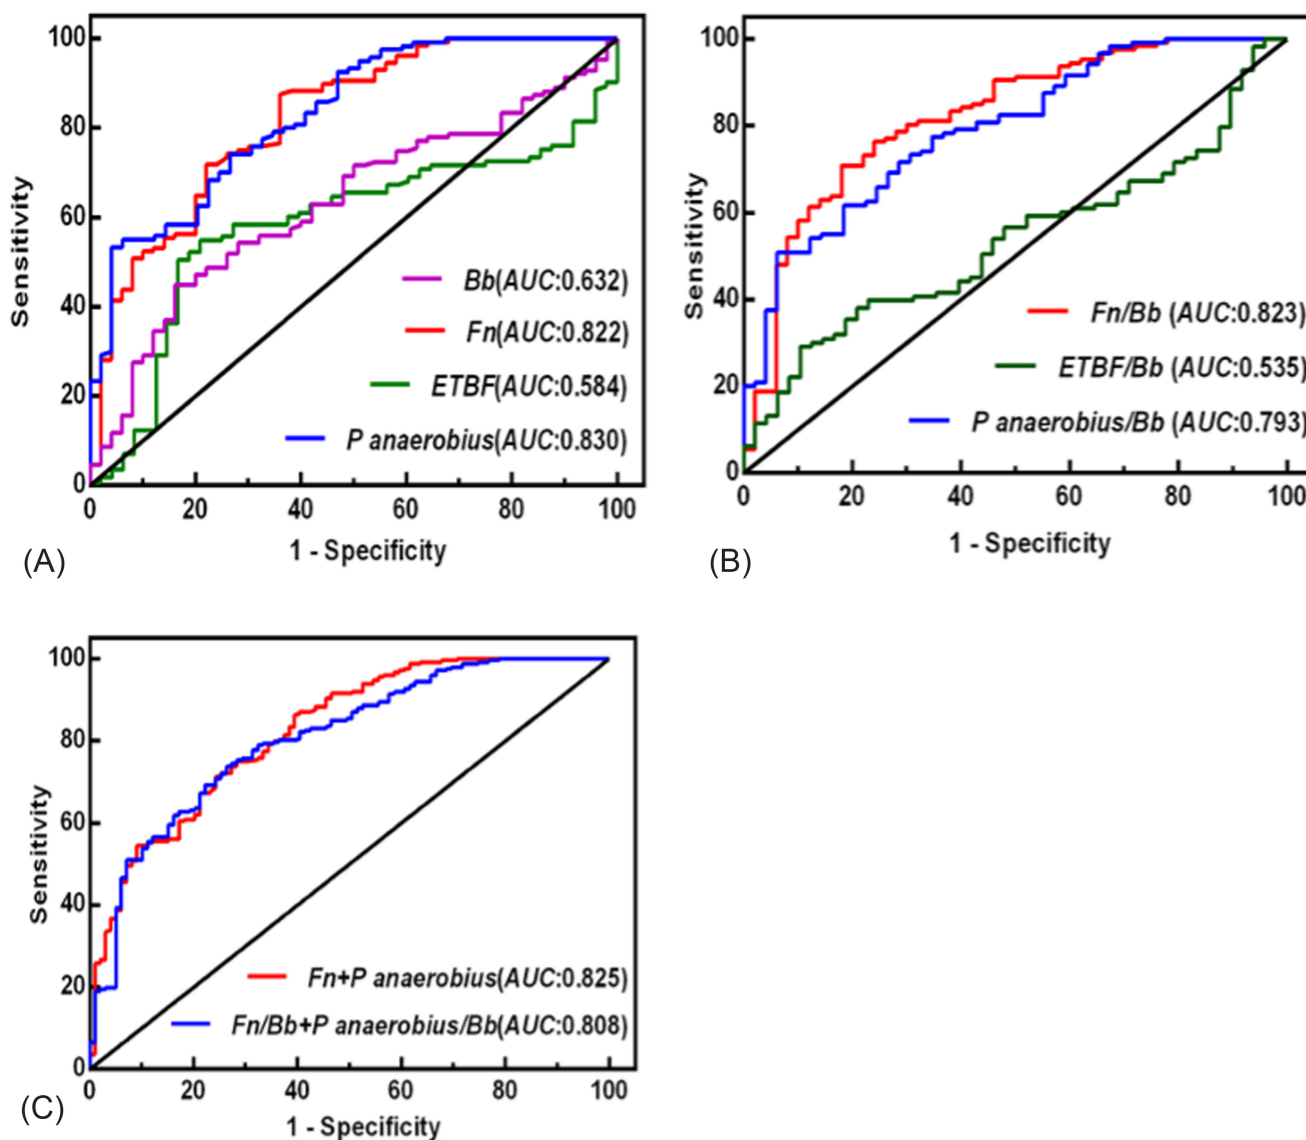 100
80
60
40
20
0
Sensitivity
Bb(AUC:0.632)
Fn(AUC:0.822)
ETBF(AUC:0.584)
P anaerobius(AUC:0.830)
0 20 40 60 80 100
1 - Specificity
(A)
100
80
60
40
20
0
Sensitivity
Fn/Bb (AUC:0.823)
ETBF/Bb (AUC:0.535)
P anaerobius/Bb (AUC:0.793)
0 20 40 60 80 100
1 - Specificity
(B)
100
80
60
40
20
0
Sensitivity
Fn+P anaerobius(AUC:0.825)
Fn/Bb+P anaerobius/Bb(AUC:0.808)
0 20 40 60 80 100
1 - Specificity
(C)